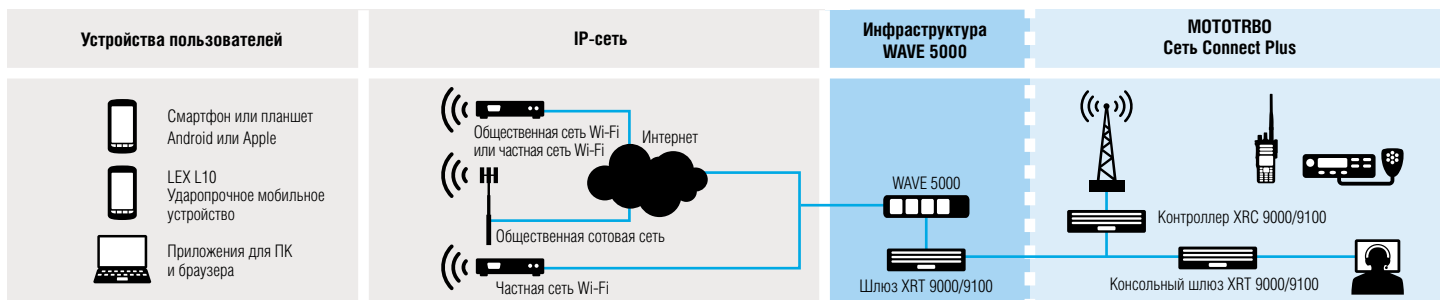 Устройства пользователей
IP-сеть
Инфраструктура
WAVE 5000
MOTOTRBO
Сеть Connect Plus
Смартфон или планшет
Android или Apple
LEX L10
Ударопрочное мобильное
устройство
Приложения для ПК
и браузера
Общественная сеть Wi-Fi
или частная сеть Wi-Fi
Интернет
Общественная сотовая сеть
Частная сеть Wi-Fi
WAVE 5000
Шлюз XRT 9000/9100
Контроллер XRC 9000/9100
Консольный шлюз XRT 9000/9100